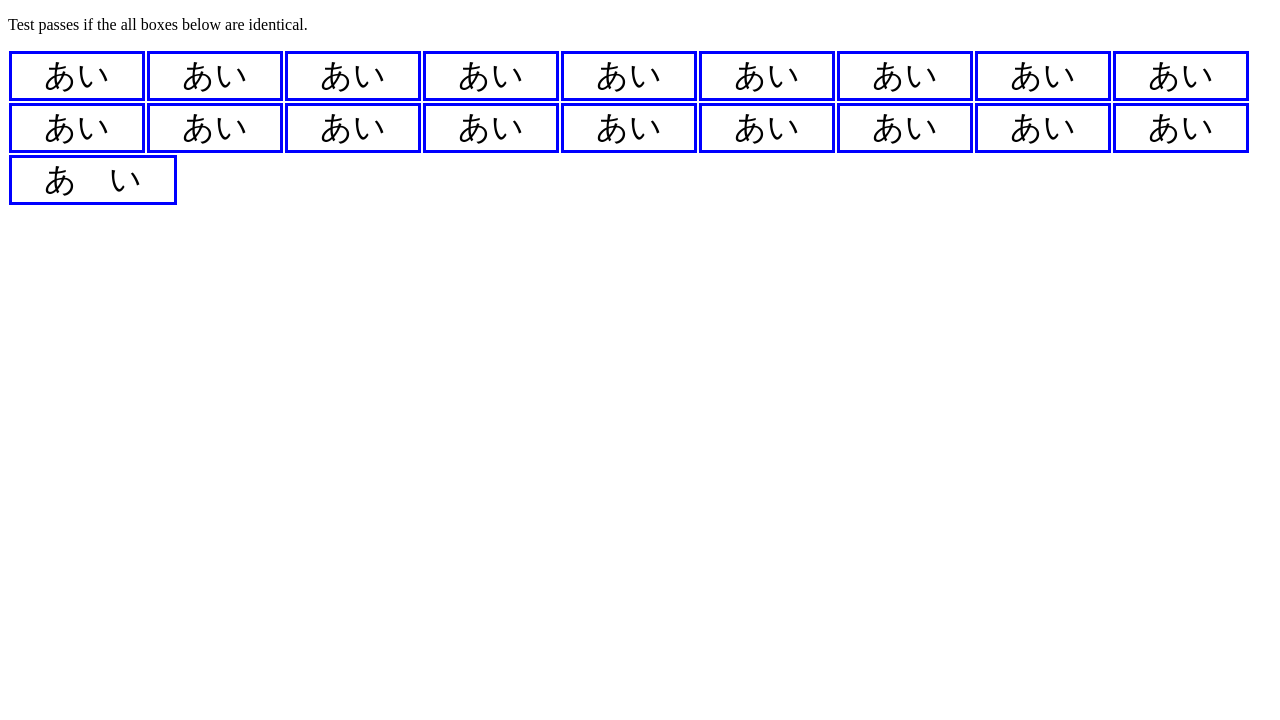 Test passes if the all boxes below are identical.
あい あい あい あい あい あい あい あい あい
あい あい あい あい あい あい あい あい あい
あ　い